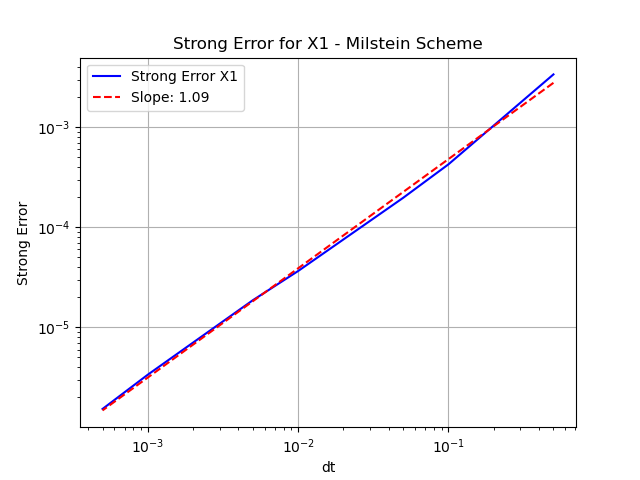 Strong Error for X1 - Milstein Scheme
Strong Error X1
Slope: 1.09
Strong Error
10⁻³
10⁻⁴
10⁻⁵
10⁻³ 10⁻² 10⁻¹
dt